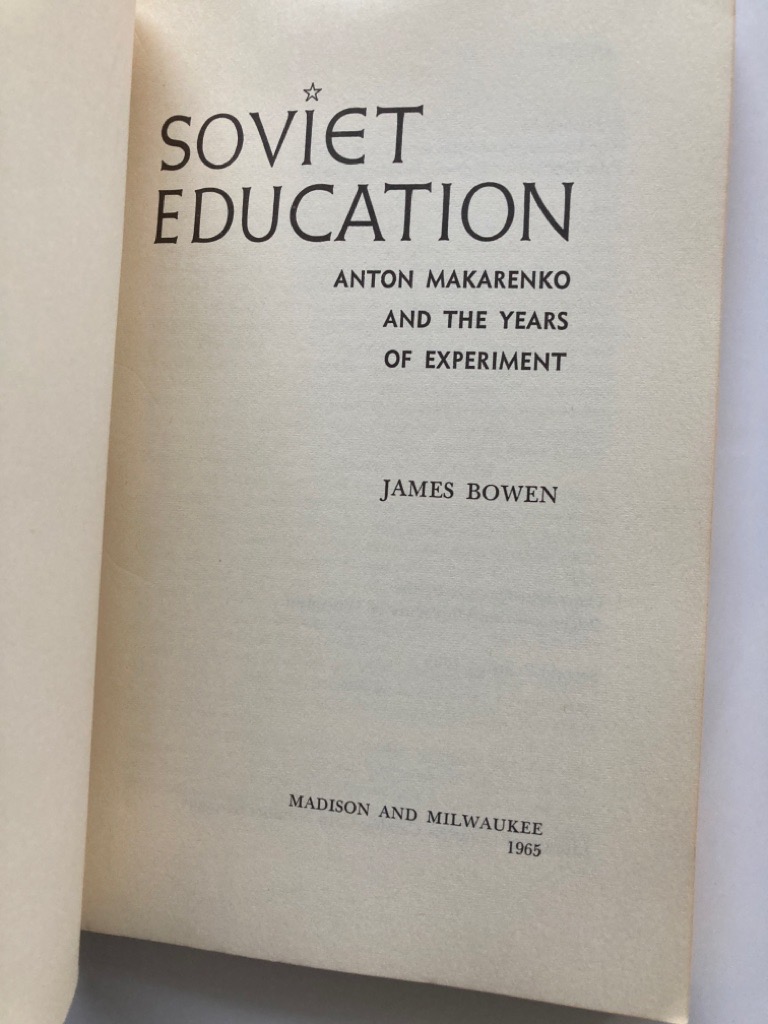 SOVIET
EDUCATION
ANTON MAKARENKO
AND THE YEARS
OF EXPERIMENT
JAMES BOWEN
MADISON AND MILWAUKEE
1965